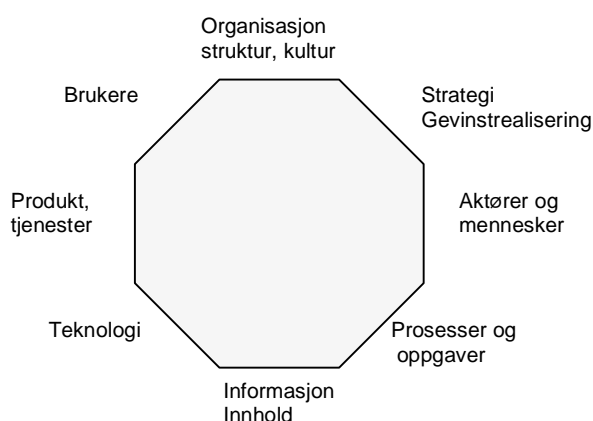 Organisasjon
struktur, kultur
Brukere
Strategi
Gevinstrealisering
Produkt,
tjenester
Aktører og
mennesker
Teknologi
Prosesser og
oppgaver
Informasjon
Innhold